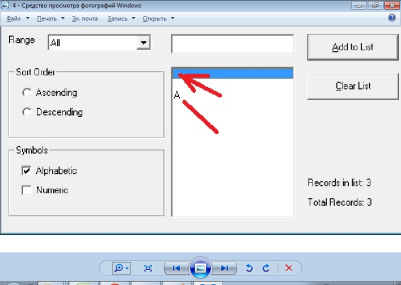 4 - Средство просмотра фотографий Windows
Файл Печать Эл. почта Запись Открыть
Range All Add to List
Sort Order
Ascending
Descending
A
Clear List
Symbols
Alphabetic
Numeric
Records in list: 3
Total Records: 3